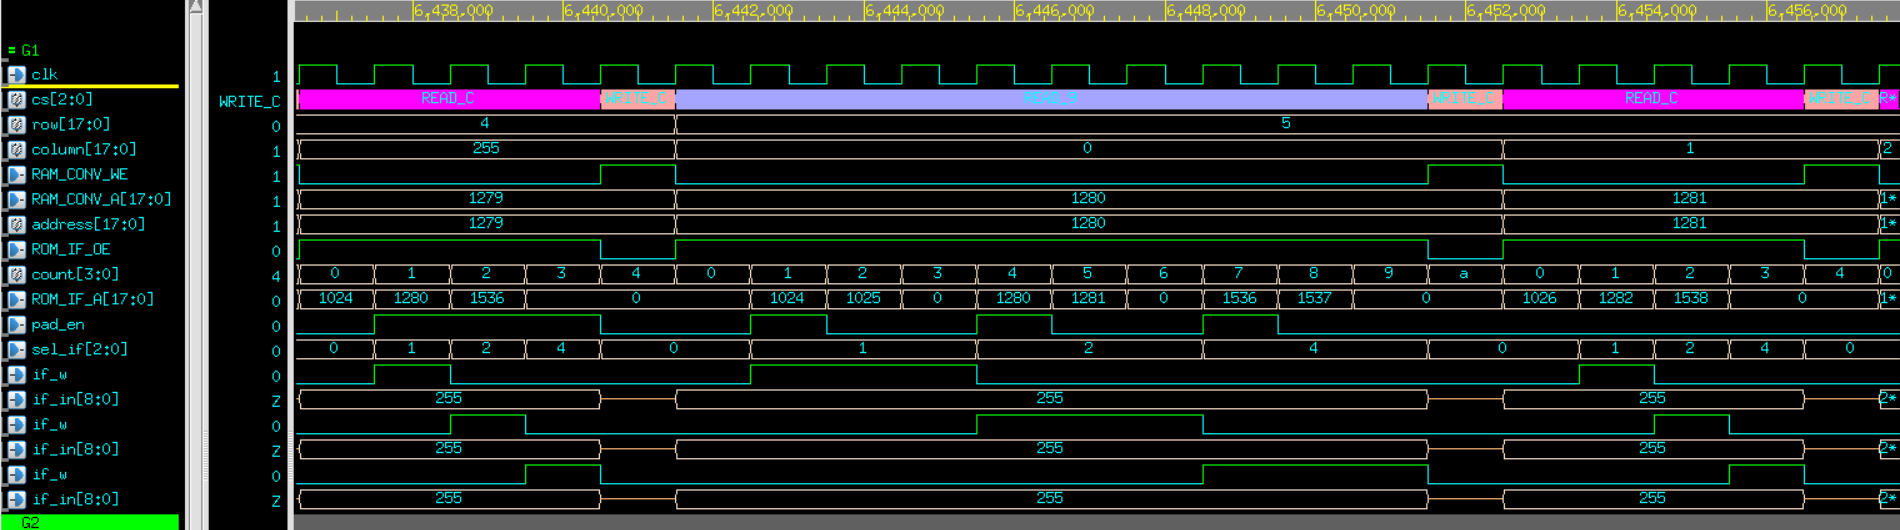 6,438,000 6,440,000 6,442,000 6,444,000 6,446,000 6,448,000 6,450,000 6,452,000 6,454,000 6,456,000
= G1
clk 1
cs[2:0] WRITE_C READ_C WRITE_C WRITE_C READ_C WRITE_C R*
row[17:0] 0 4 5
column[17:0] 1 255 0 1 2
RAM_CONV_WE 1
RAM_CONV_A[17:0] 1 1279 1280 1281 1*
address[17:0] 1 1279 1280 1281 1*
ROM_IF_OE 0
count[3:0] 4 0 1 2 3 4 0 1 2 3 4 5 6 7 8 9 a 0 1 2 3 4 0
ROM_IF_A[17:0] 0 1024 1280 1536 0 1024 1025 0 1280 1281 0 1536 1537 0 1026 1282 1538 0 1*
pad_en 0
sel_if[2:0] 0 0 1 2 4 0 1 2 4 0 1 2 4 0
if_w 0
if_in[8:0] Z 255 255 255 2*
if_w 0
if_in[8:0] Z 255 255 255 2*
if_w 0
if_in[8:0] Z 255 255 255 2*
G2